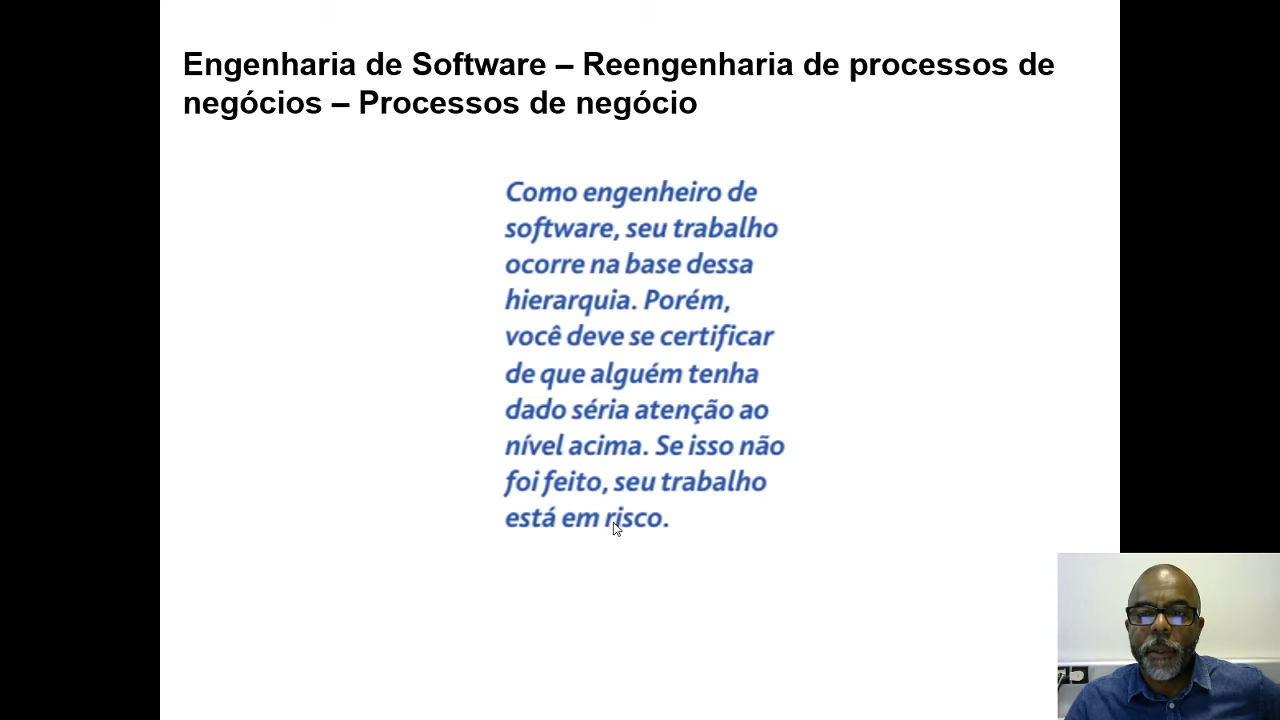 Engenharia de Software – Reengenharia de processos de
negócios – Processos de negócio
Como engenheiro de
software, seu trabalho
ocorre na base dessa
hierarquia. Porém,
você deve se certificar
de que alguém tenha
dado séria atenção ao
nível acima. Se isso não
foi feito, seu trabalho
está em risco.